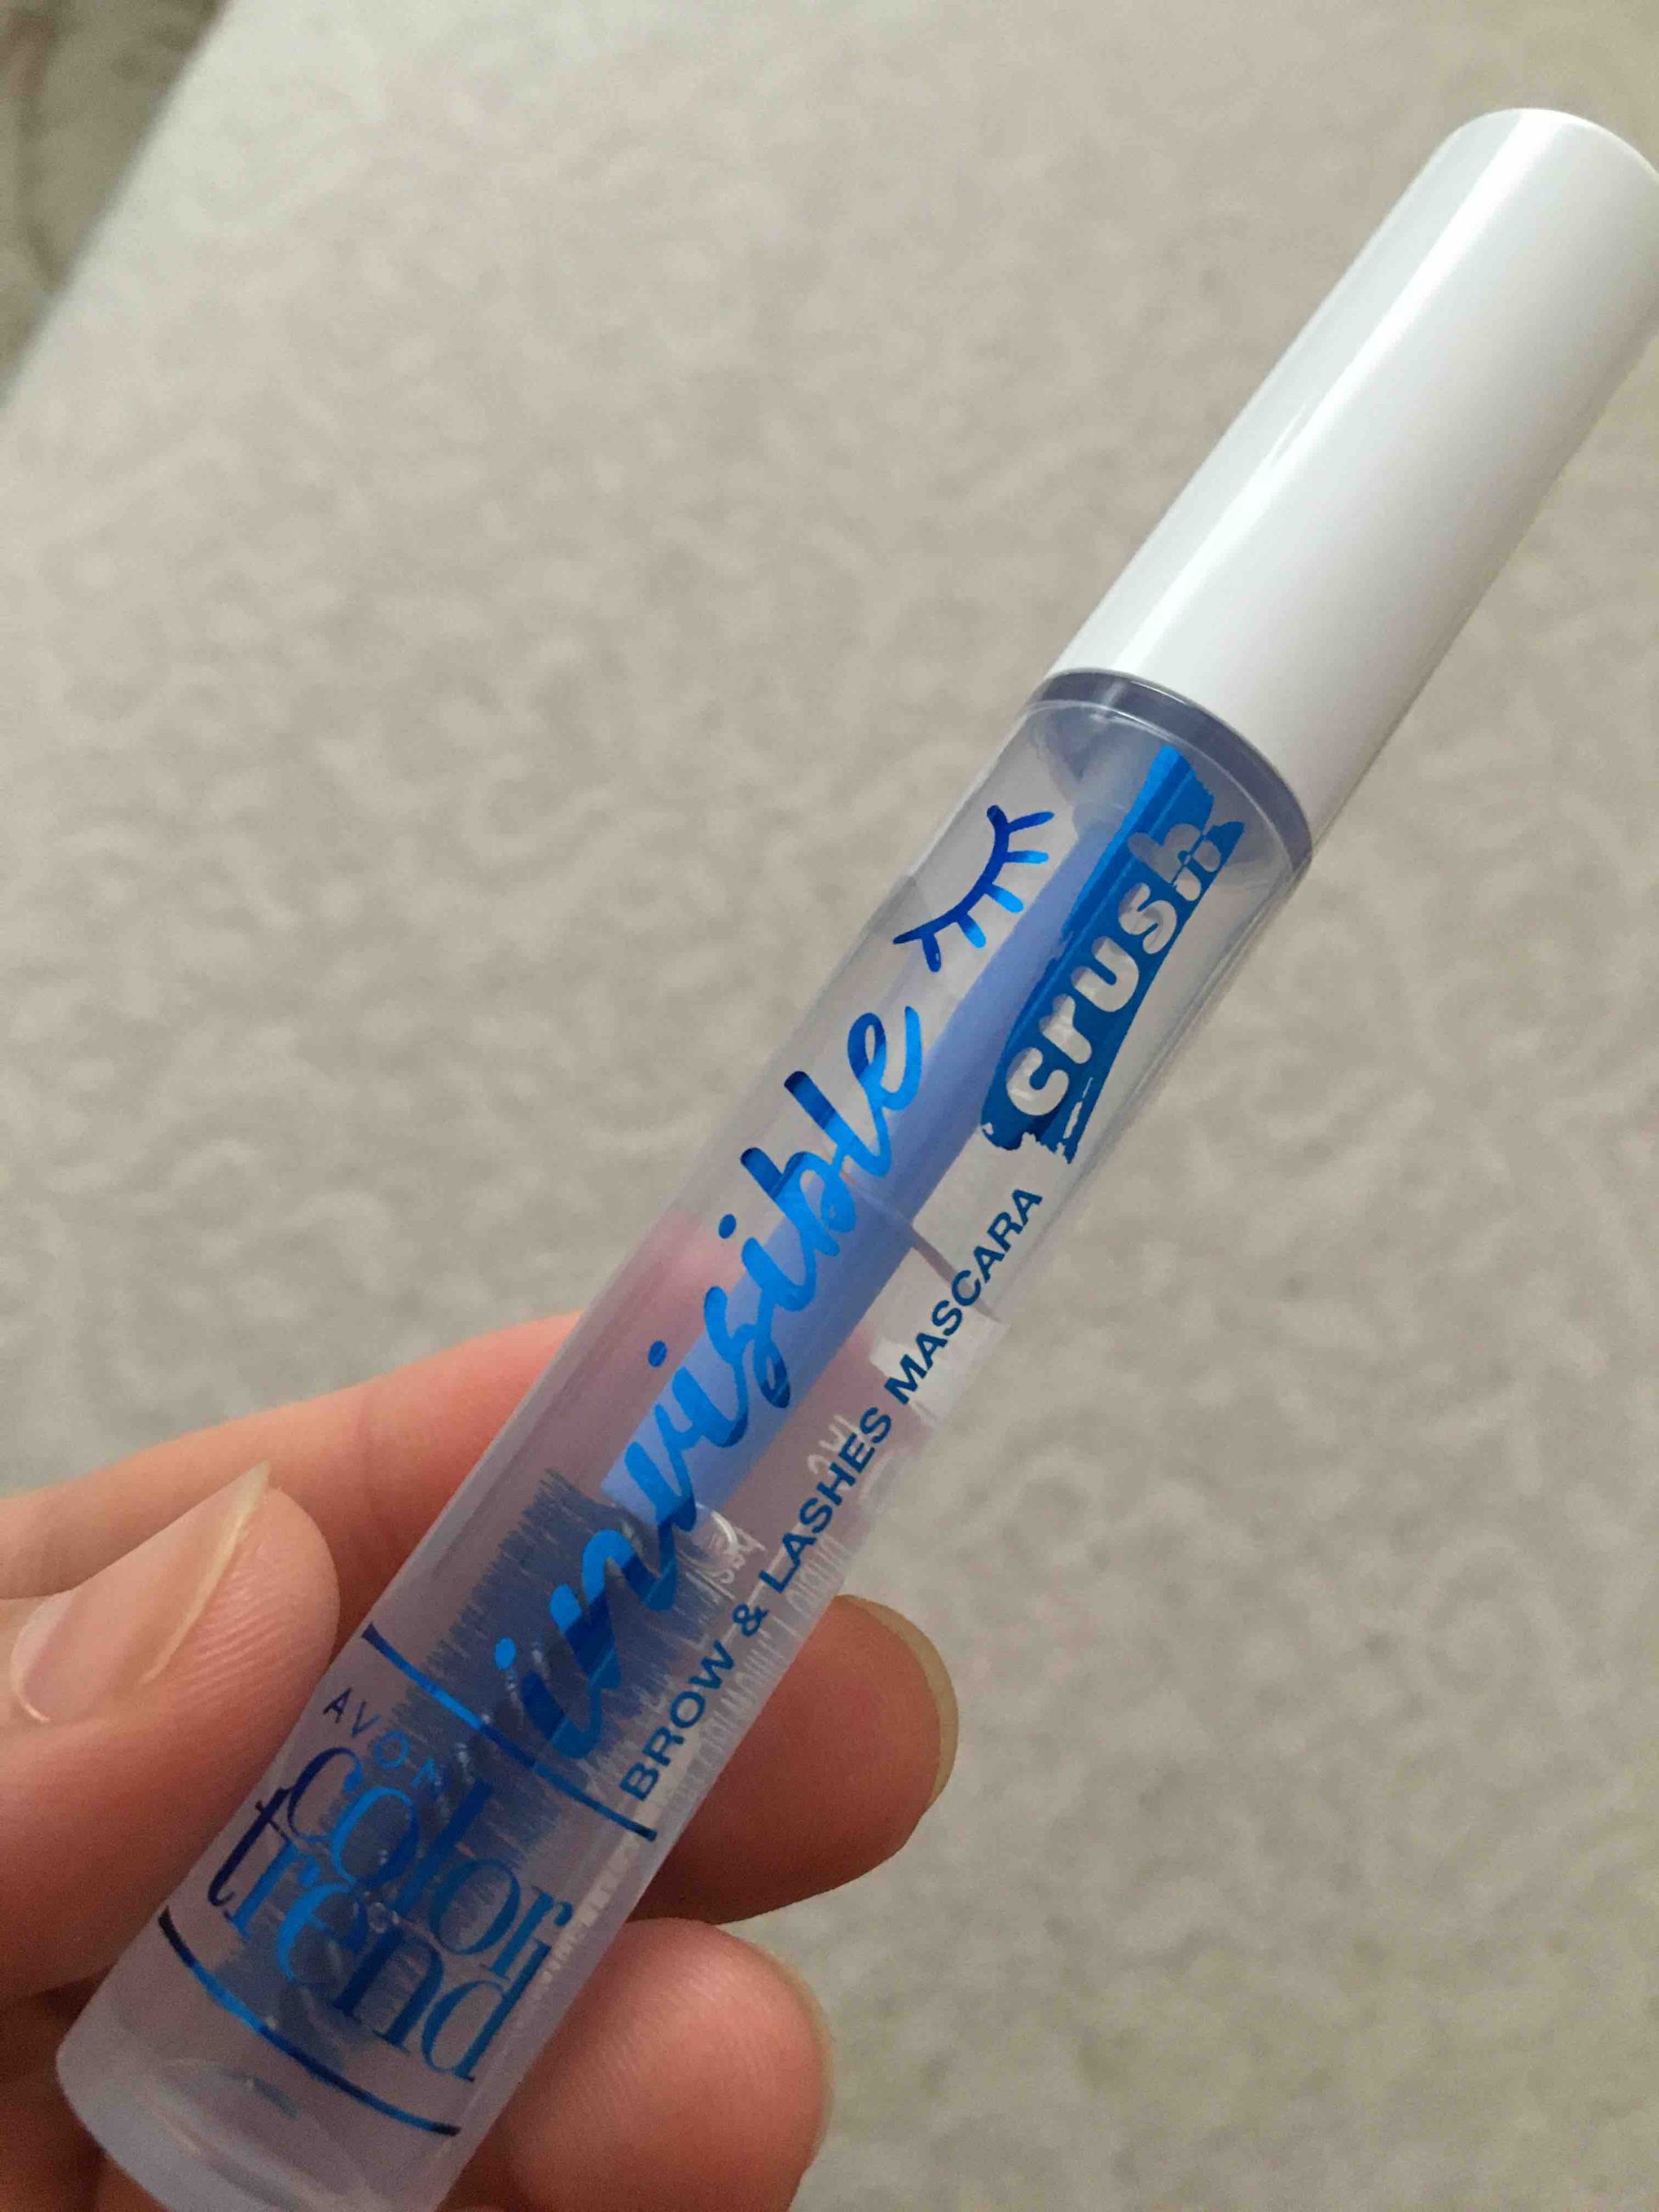 invisible
crush
BROW & LASHES MASCARA
AVON
color
trend